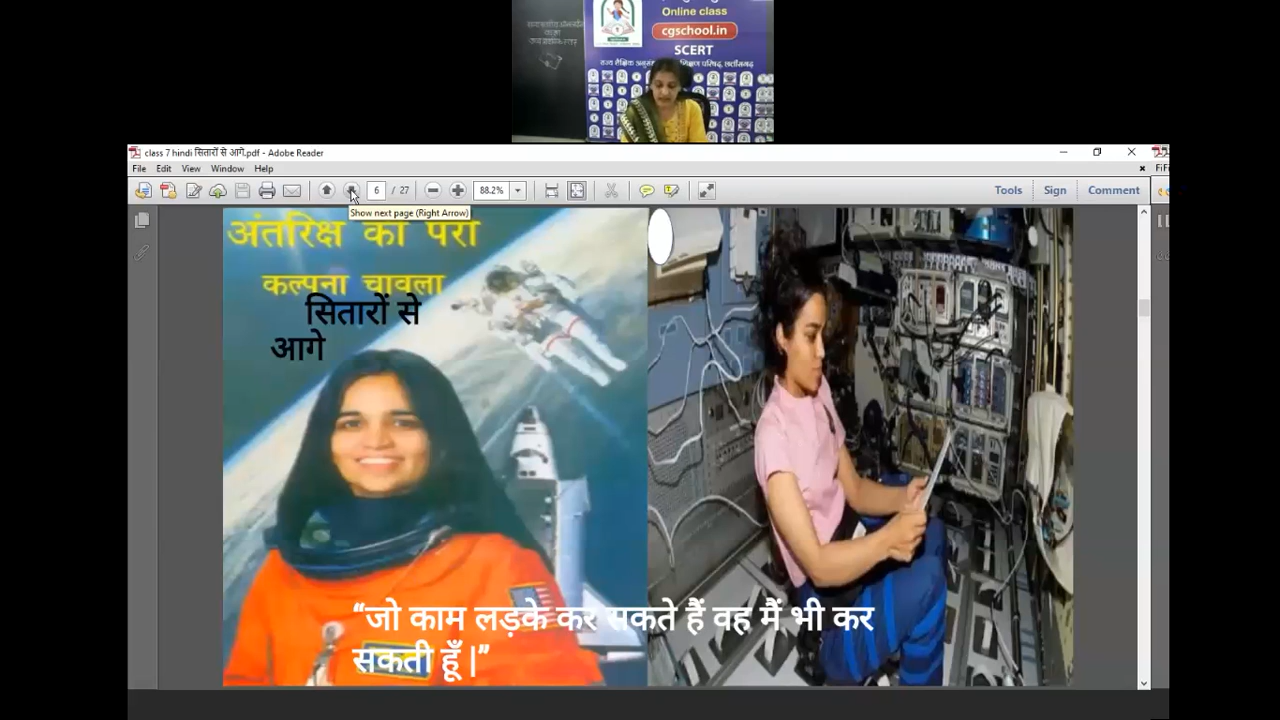 Online class
cgschool.in
SCERT
class 7 hindi सितारों से आगे.pdf - Adobe Reader
File Edit View Window Help
6 / 27 88.2% Tools Sign Comment
Show next page (Right Arrow)
अंतरिक्ष की परी
कल्पना चावला
सितारों से
आगे
“जो काम लड़के कर सकते हैं वह मैं भी कर
सकती हूँ |”